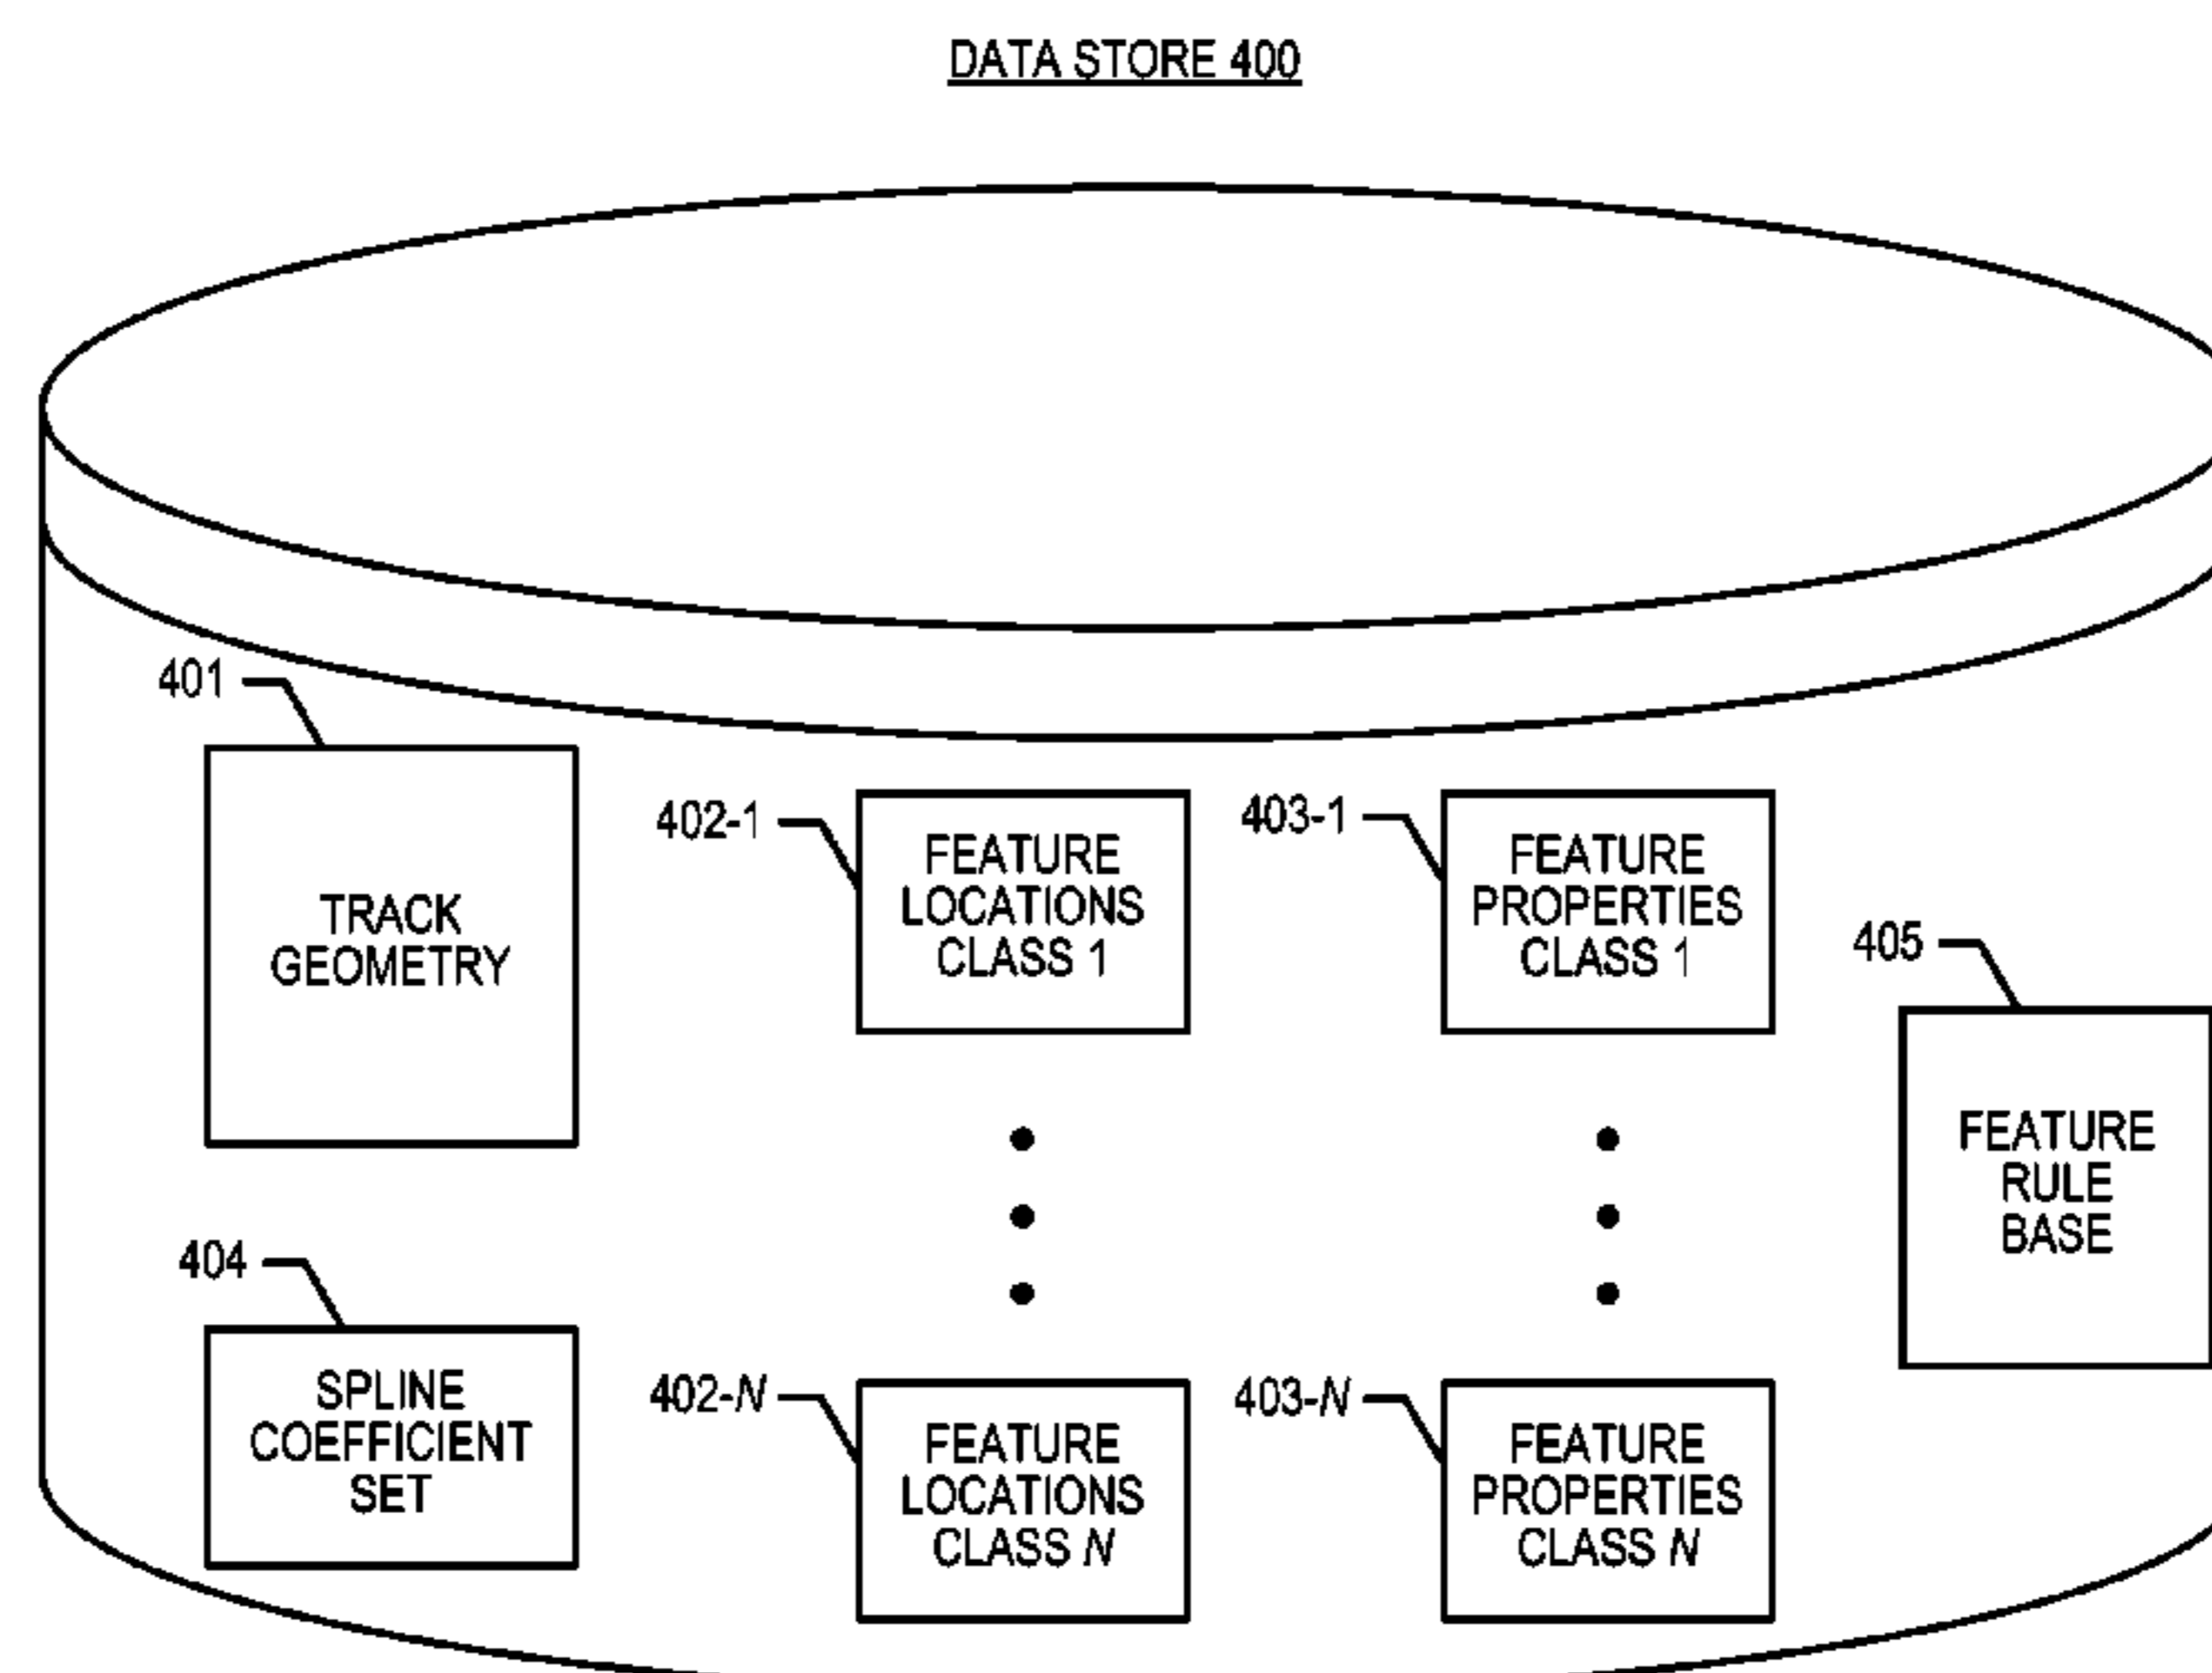 DATA STORE 400
401
TRACK
GEOMETRY
402-1
FEATURE
LOCATIONS
CLASS 1
403-1
FEATURE
PROPERTIES
CLASS 1
405
FEATURE
RULE
BASE
404
SPLINE
COEFFICIENT
SET
402-N
FEATURE
LOCATIONS
CLASS N
403-N
FEATURE
PROPERTIES
CLASS N